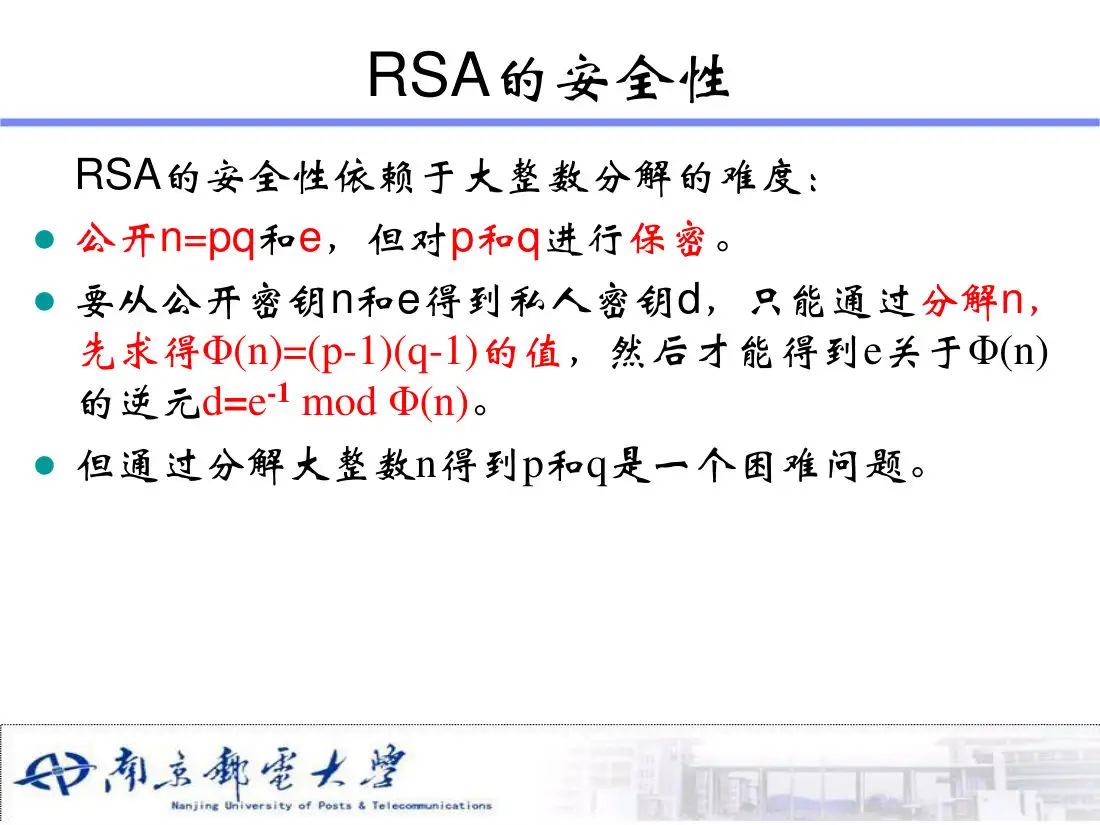 RSA的安全性
RSA的安全性依赖于大整数分解的难度：
● 公开n=pq和e，但对p和q进行保密。
● 要从公开密钥n和e得到私人密钥d，只能通过分解n，
先求得Φ(n)=(p-1)(q-1)的值，然后才能得到e关于Φ(n)
的逆元d=e⁻¹ mod Φ(n)。
● 但通过分解大整数n得到p和q是一个困难问题。
南京郵電大學
Nanjing University of Posts & Telecommunications